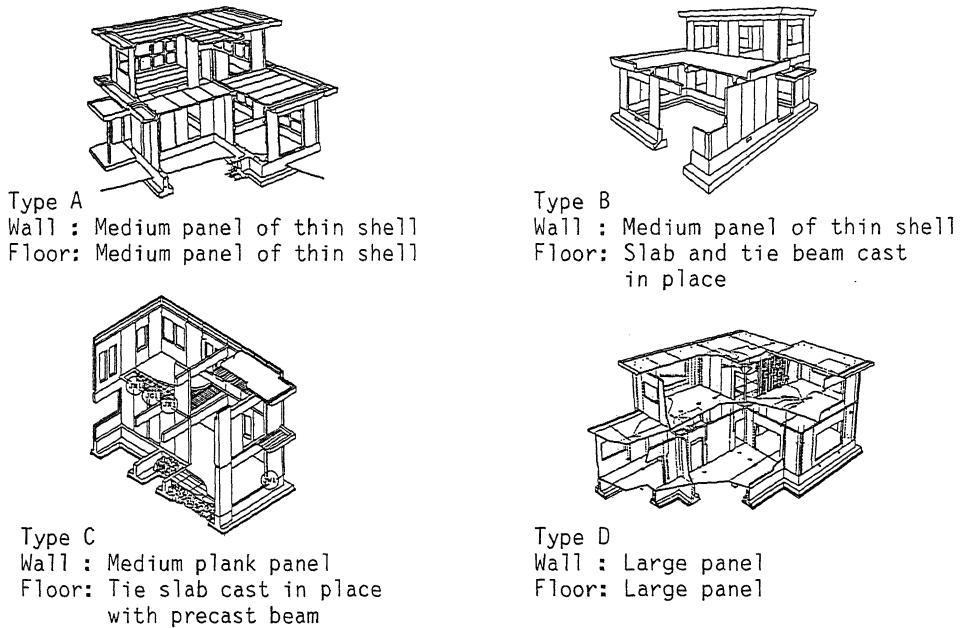 Type A
Wall : Medium panel of thin shell
Floor: Medium panel of thin shell
Type B
Wall : Medium panel of thin shell
Floor: Slab and tie beam cast
in place
Type C
Wall : Medium plank panel
Floor: Tie slab cast in place
with precast beam
Type D
Wall : Large panel
Floor: Large panel